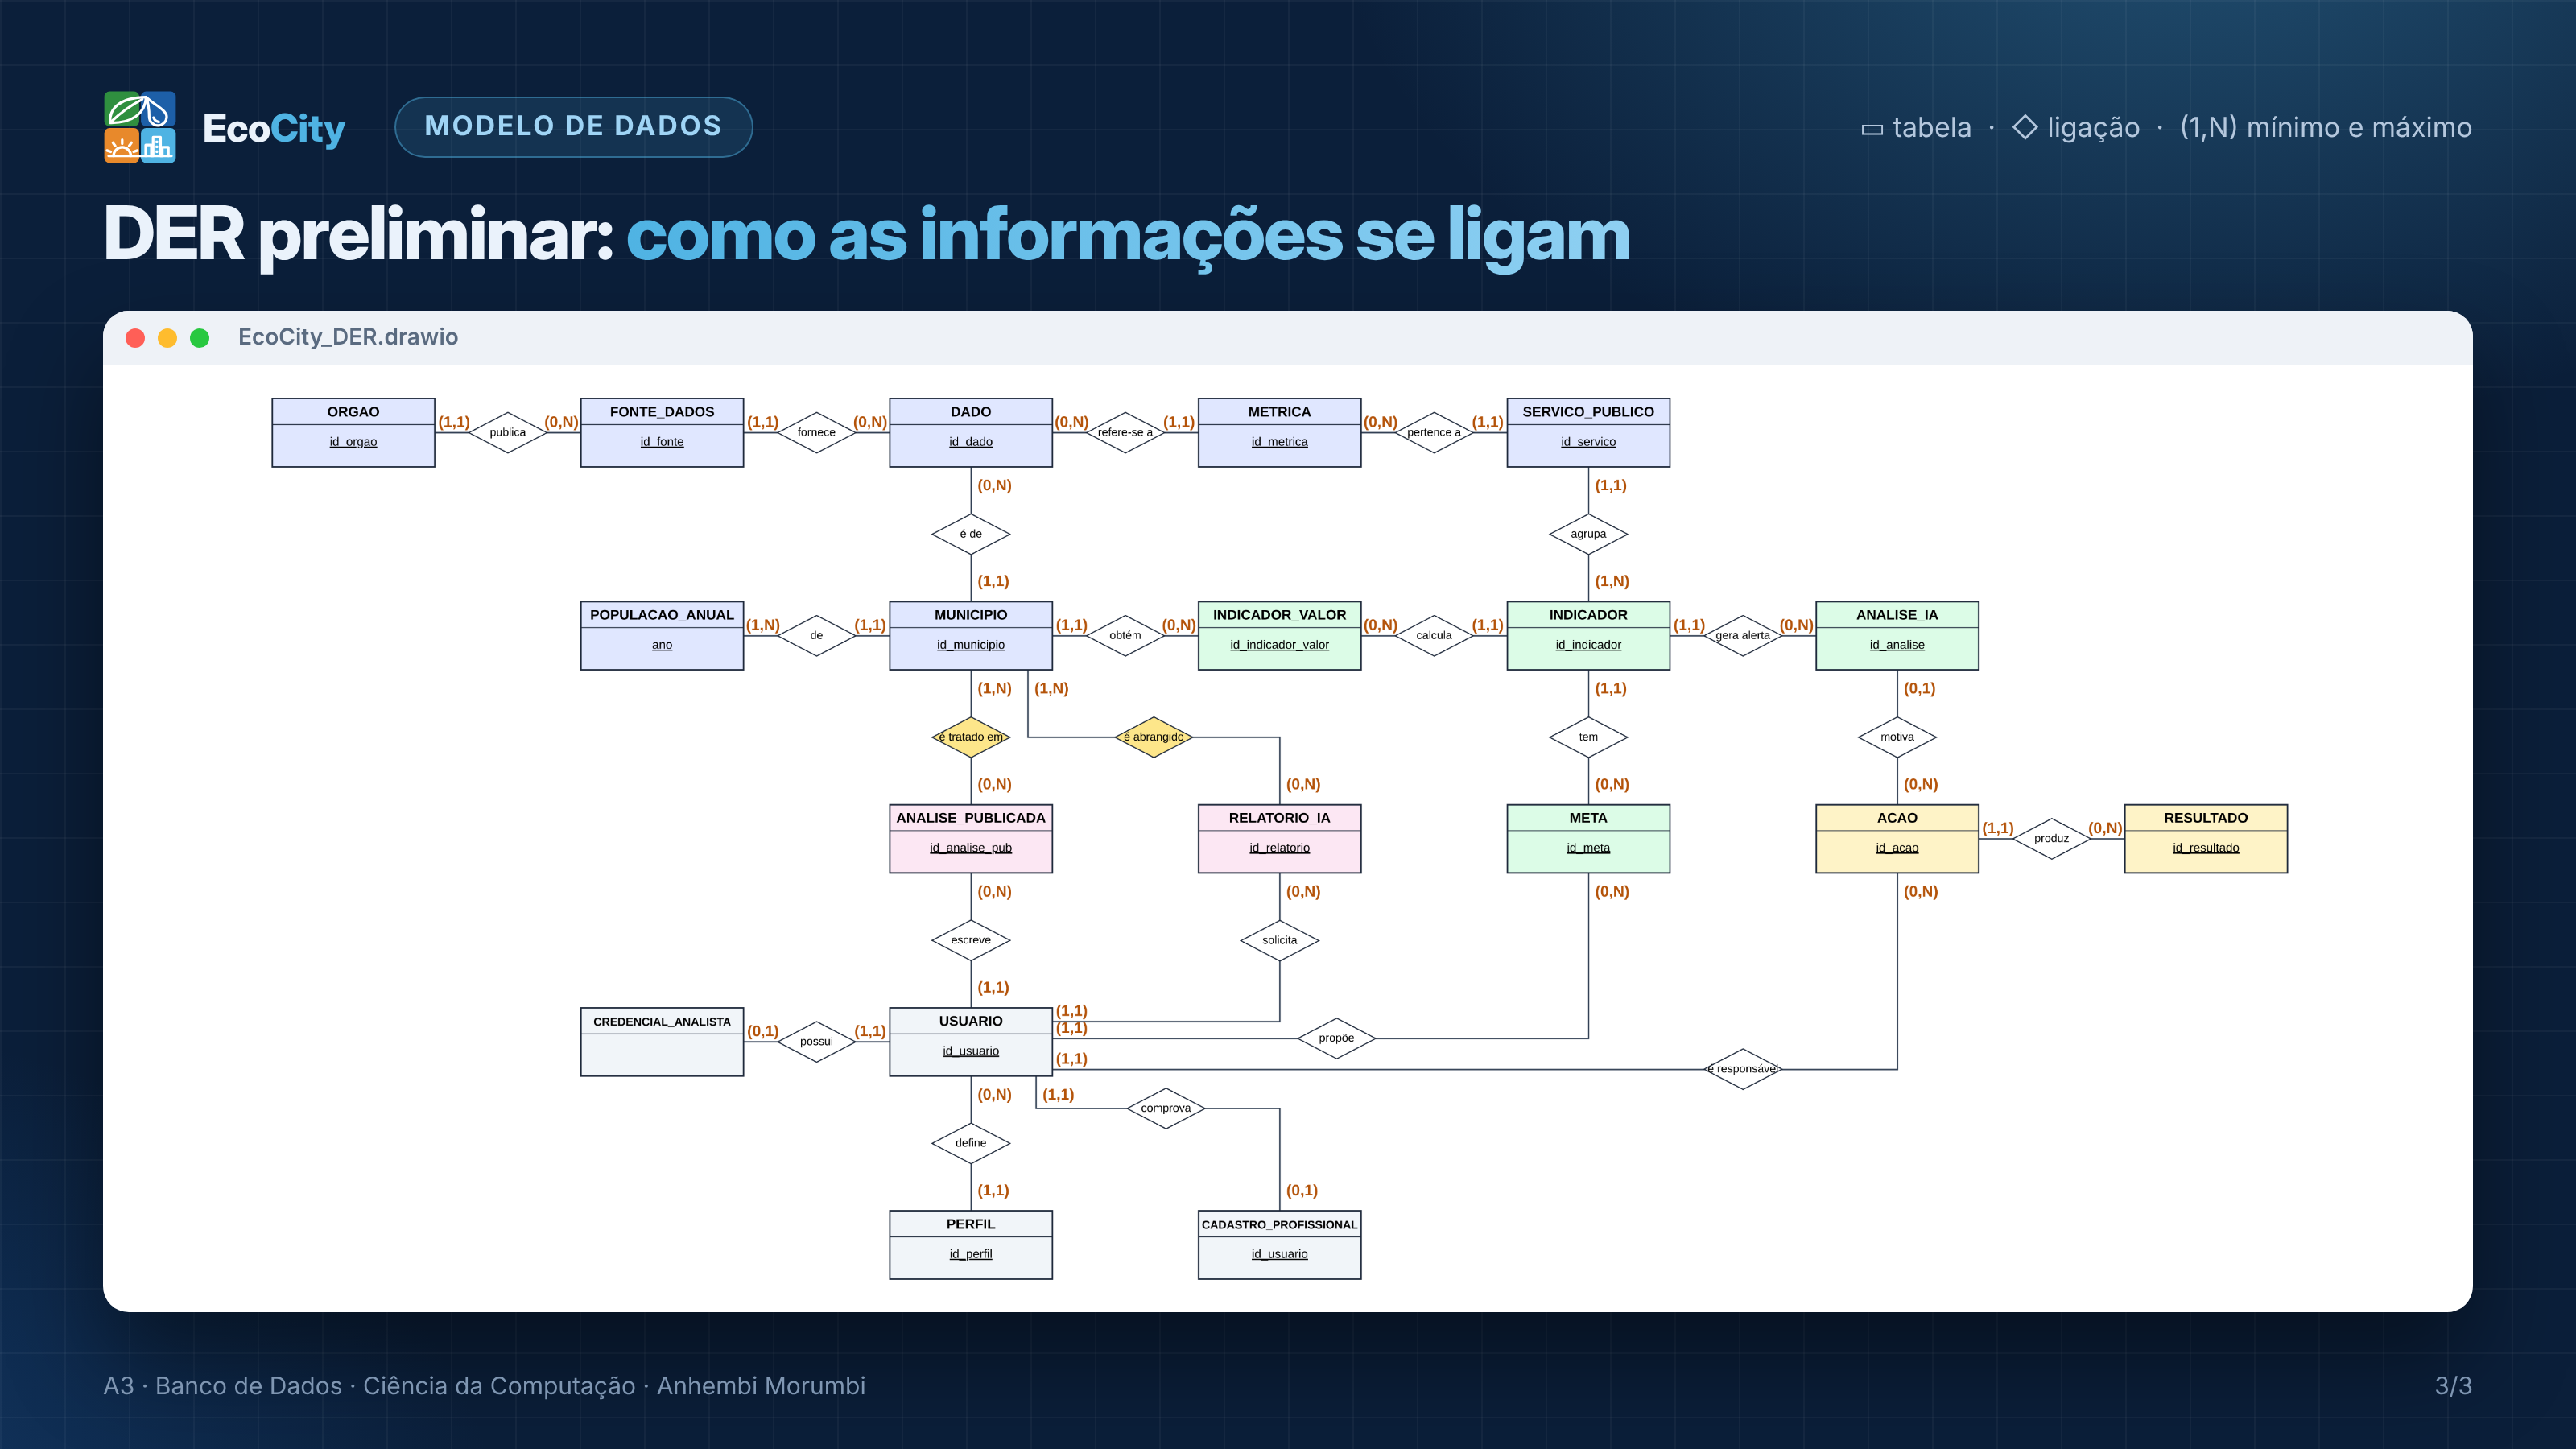 EcoCity
MODELO DE DADOS
▭ tabela · ◇ ligação · (1,N) mínimo e máximo
DER preliminar: como as informações se ligam
EcoCity_DER.drawio
ORGAO
id_orgao
(1,1) publica (0,N)
FONTE_DADOS
id_fonte
(1,1) fornece (0,N)
DADO
id_dado
(0,N) refere-se a (1,1)
METRICA
id_metrica
(0,N) pertence a (1,1)
SERVICO_PUBLICO
id_servico
(0,N)
é de
(1,1)
(1,1)
agrupa
(1,N)
POPULACAO_ANUAL
ano
(1,N) de (1,1)
MUNICIPIO
id_municipio
(1,1) obtém (0,N)
INDICADOR_VALOR
id_indicador_valor
(0,N) calcula (1,1)
INDICADOR
id_indicador
(1,1) gera alerta (0,N)
ANALISE_IA
id_analise
(1,N)
é tratado em
(0,N)
(1,N)
é abrangido
(0,N)
(1,1)
tem
(0,N)
(0,1)
motiva
(0,N)
ANALISE_PUBLICADA
id_analise_pub
RELATORIO_IA
id_relatorio
META
id_meta
ACAO
id_acao
(1,1) produz (0,N)
RESULTADO
id_resultado
(0,N)
escreve
(1,1)
(0,N)
solicita
(1,1)
(0,N)
propõe
(1,1)
(0,N)
é responsável
(1,1)
CREDENCIAL_ANALISTA
(0,1) possui (1,1)
USUARIO
id_usuario
(0,N)
define
(1,1)
(1,1)
comprova
(0,1)
PERFIL
id_perfil
CADASTRO_PROFISSIONAL
id_usuario
A3 · Banco de Dados · Ciência da Computação · Anhembi Morumbi
3/3